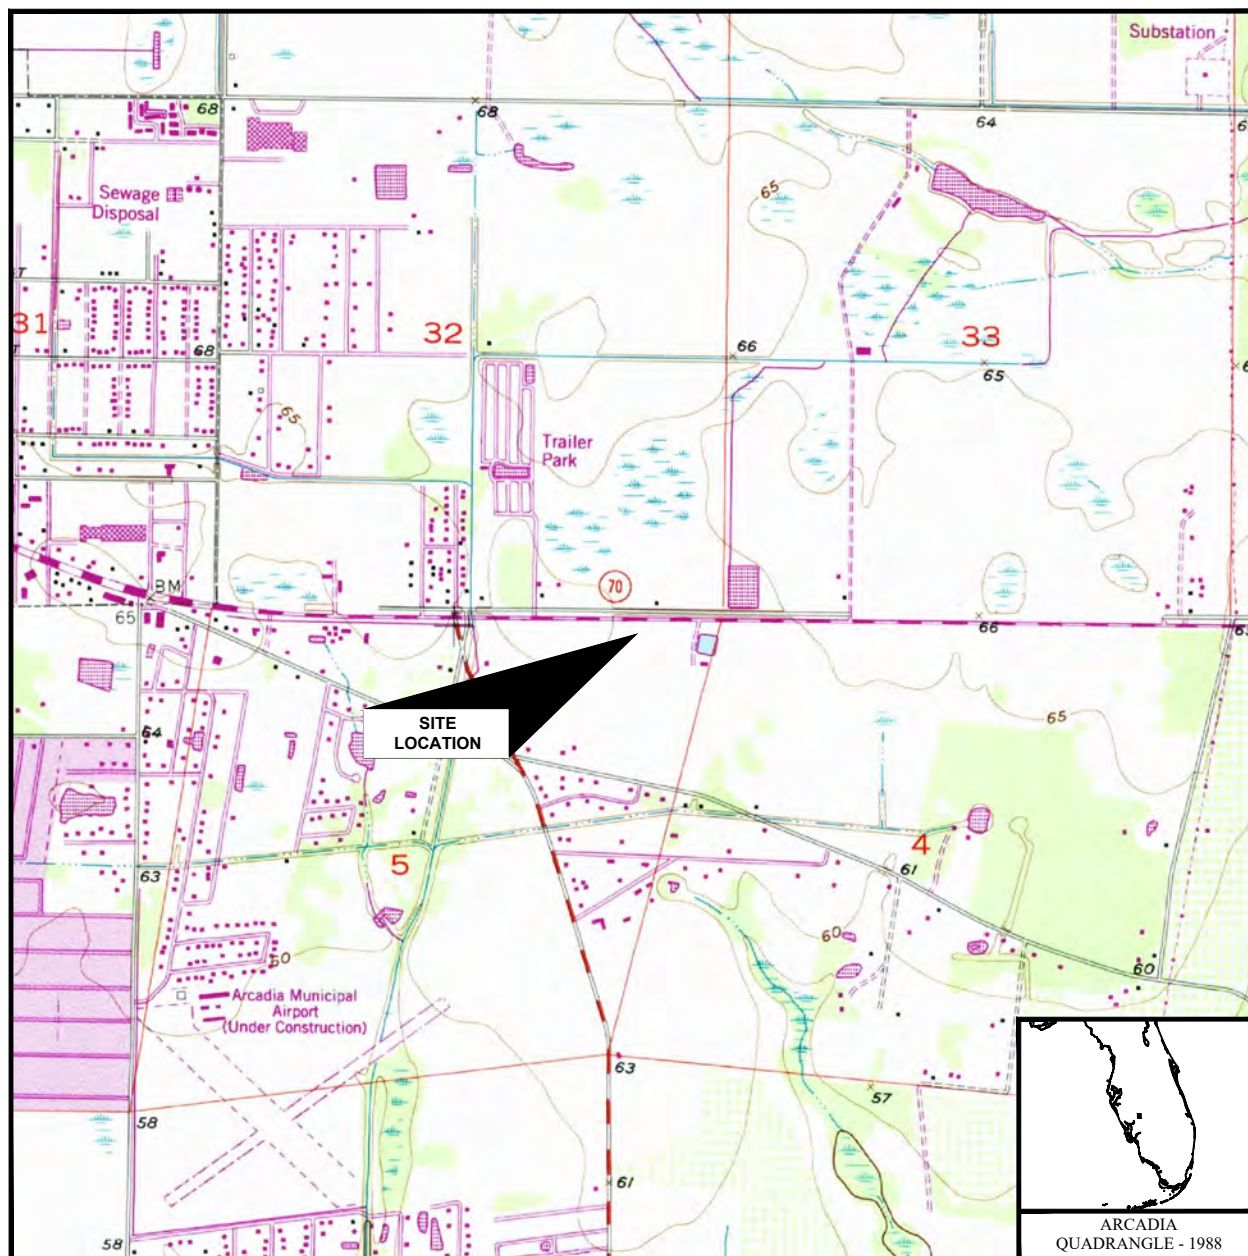 Substation
68
68
64
Sewage
Disposal
65
ST
31
32
33
68
66
65
65
Trailer
Park
70
BM
65
66
65
SITE
LOCATION
64
4
5
63
61
60
60
60
Arcadia Municipal
Airport
(Under Construction)
63
57
58
61
58
ARCADIA
QUADRANGLE - 1988